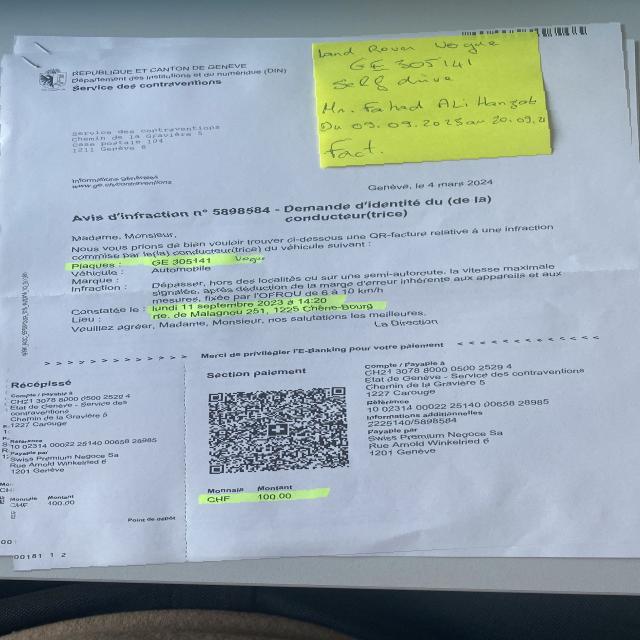 REPUBLIQUE ET CANTON DE GENEVE
Département des institutions et du numérique (DIN)
Service des contraventions
Land Rover Vogue
GE 305141
Self drive
Mr. Fahad Ali
Du 09.09.2023 au 20.09.
Fact.
Service des contraventions
Chemin de la Gravière 5
Case postale 104
1211 Genève 8
Informations générales
www.ge.ch/contraventions
Genève, le 4 mars 2024
Avis d'infraction n° 5898584 - Demande d'identité du (de la)
conducteur(trice)
Madame, Monsieur,
Nous vous prions de bien vouloir trouver ci-dessous une QR-facture relative à une infraction
commise par le(la) conducteur(trice) du véhicule suivant :
Plaques : GE 305141 Vogue
Véhicule : Automobile
Marque :
Infraction : Dépasser, hors des localités ou sur une semi-autoroute, la vitesse maximale
signalée, après déduction de la marge d'erreur inhérente aux appareils et aux
mesures, fixée par l'OFROU de 6 à 10 km/h
Constatée le : lundi 11 septembre 2023 à 14:20
Lieu : rte. de Malagnou 251, 1225 Chêne-Bourg
Veuillez agréer, Madame, Monsieur, nos salutations les meilleures.
La Direction
Merci de privilégier l'E-Banking pour votre paiement
Récépissé
Compte / Payable à
CH21 3078 8000 0500 2529 4
Etat de Genève - Service des
contraventions
Chemin de la Gravière 5
1227 Carouge
Référence
10 02314 00022 25140 00658 28985
Payable par
Swiss Premium Negoce Sa
Rue Arnold Winkelried 6
1201 Genève
Monnaie Montant
CHF 100.00
Point de dépôt
Section paiement
Monnaie Montant
CHF 100.00
Compte / Payable à
CH21 3078 8000 0500 2529 4
Etat de Genève - Service des contraventions
Chemin de la Gravière 5
1227 Carouge
Référence
10 02314 00022 25140 00658 28985
Informations additionnelles
2225140/5898584
Payable par
Swiss Premium Negoce Sa
Rue Arnold Winkelried 6
1201 Genève
00181 1 2